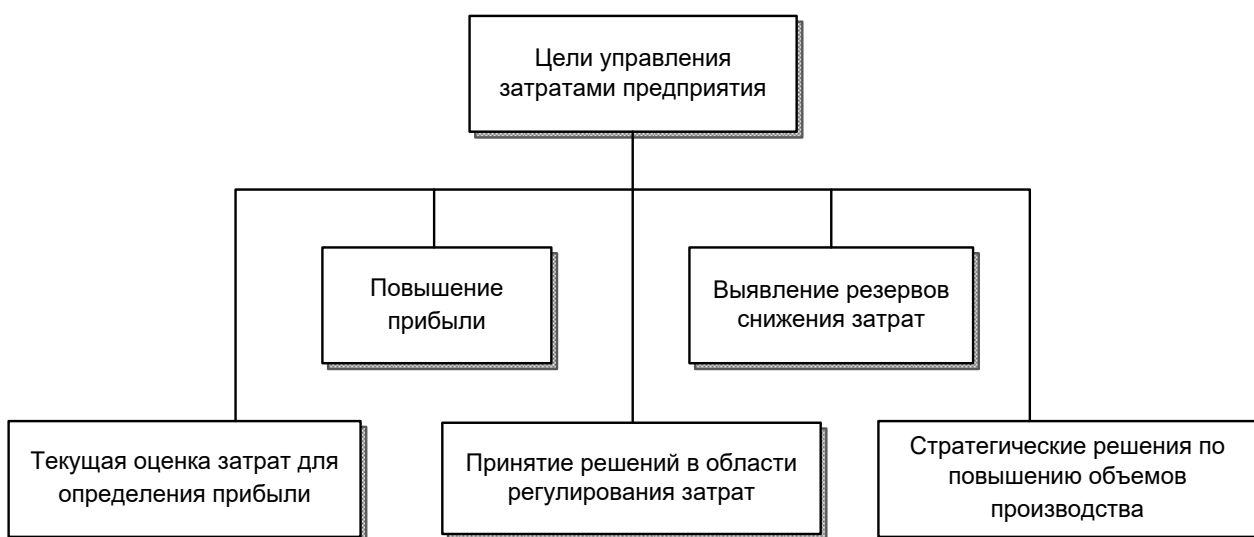 Цели управления
затратами предприятия
Повышение
прибыли
Выявление резервов
снижения затрат
Текущая оценка затрат для
определения прибыли
Принятие решений в области
регулирования затрат
Стратегические решения по
повышению объемов
производства